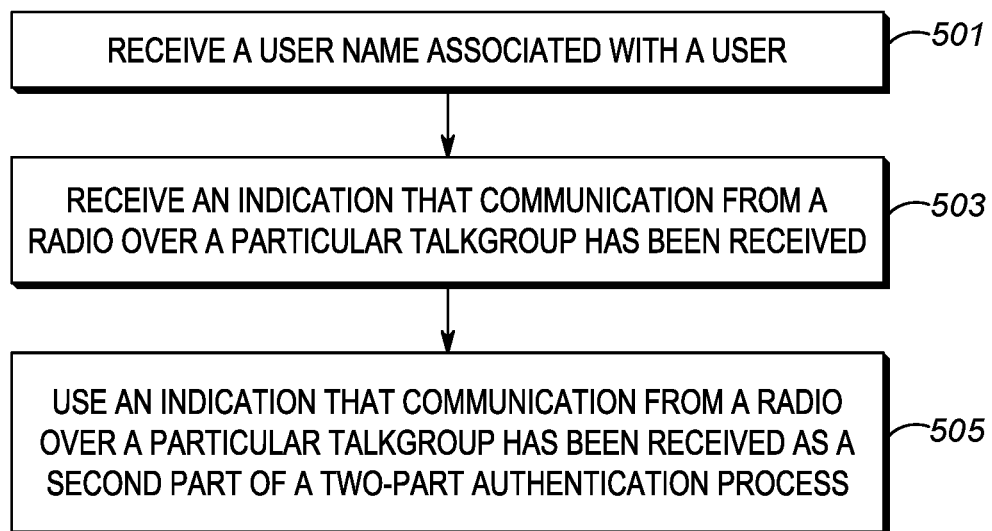 RECEIVE A USER NAME ASSOCIATED WITH A USER
501
RECEIVE AN INDICATION THAT COMMUNICATION FROM A
RADIO OVER A PARTICULAR TALKGROUP HAS BEEN RECEIVED
503
USE AN INDICATION THAT COMMUNICATION FROM A RADIO
OVER A PARTICULAR TALKGROUP HAS BEEN RECEIVED AS A
SECOND PART OF A TWO-PART AUTHENTICATION PROCESS
505